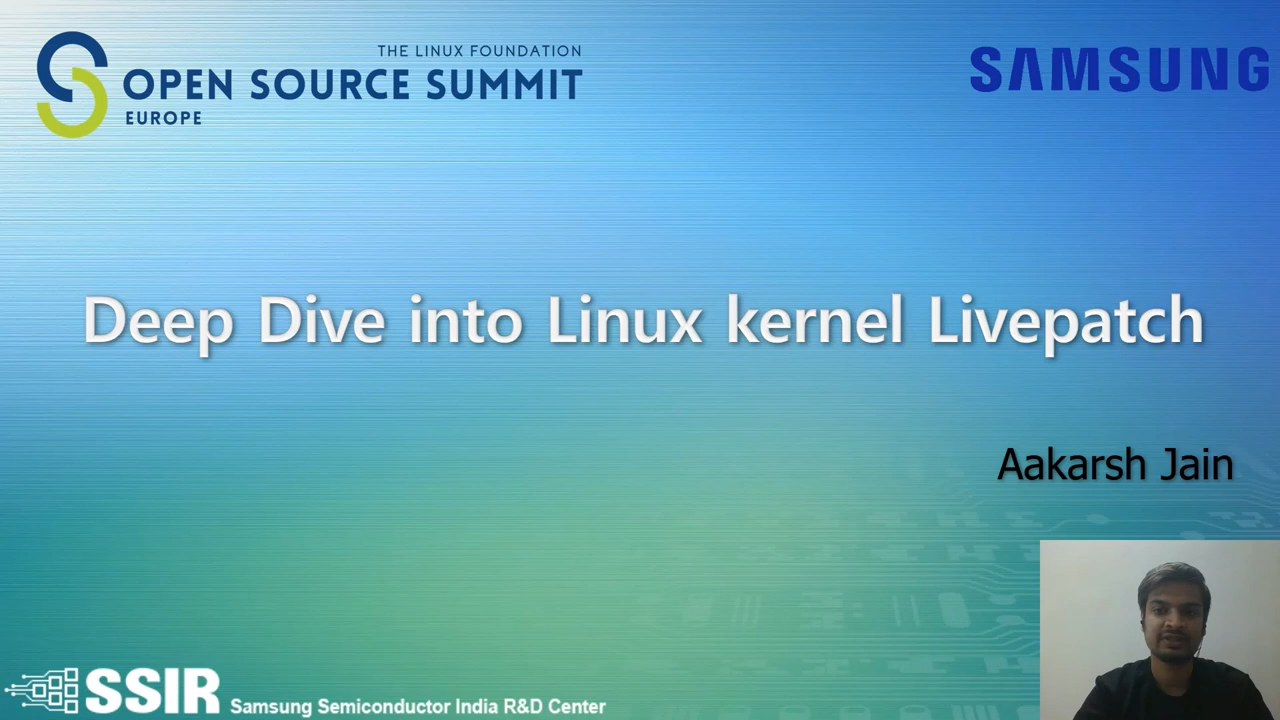 THE LINUX FOUNDATION
OPEN SOURCE SUMMIT
EUROPE
SAMSUNG
Deep Dive into Linux kernel Livepatch
Aakarsh Jain
SSIR Samsung Semiconductor India R&D Center